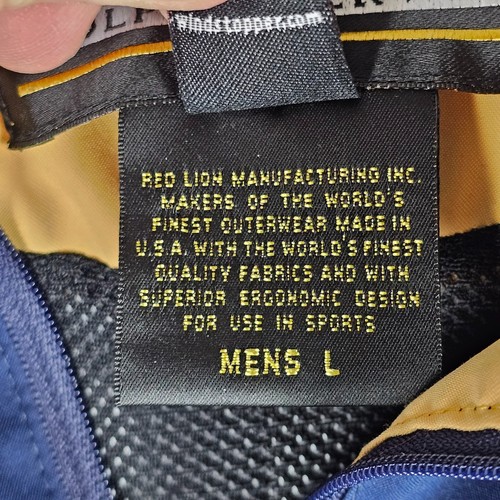 windstopper.com
RED LION MANUFACTURING INC.
MAKERS OF THE WORLD'S
FINEST OUTERWEAR MADE IN
U.S.A. WITH THE WORLD'S FINEST
QUALITY FABRICS AND WITH
SUPERIOR ERGONOMIC DESIGN
FOR USE IN SPORTS
MENS L